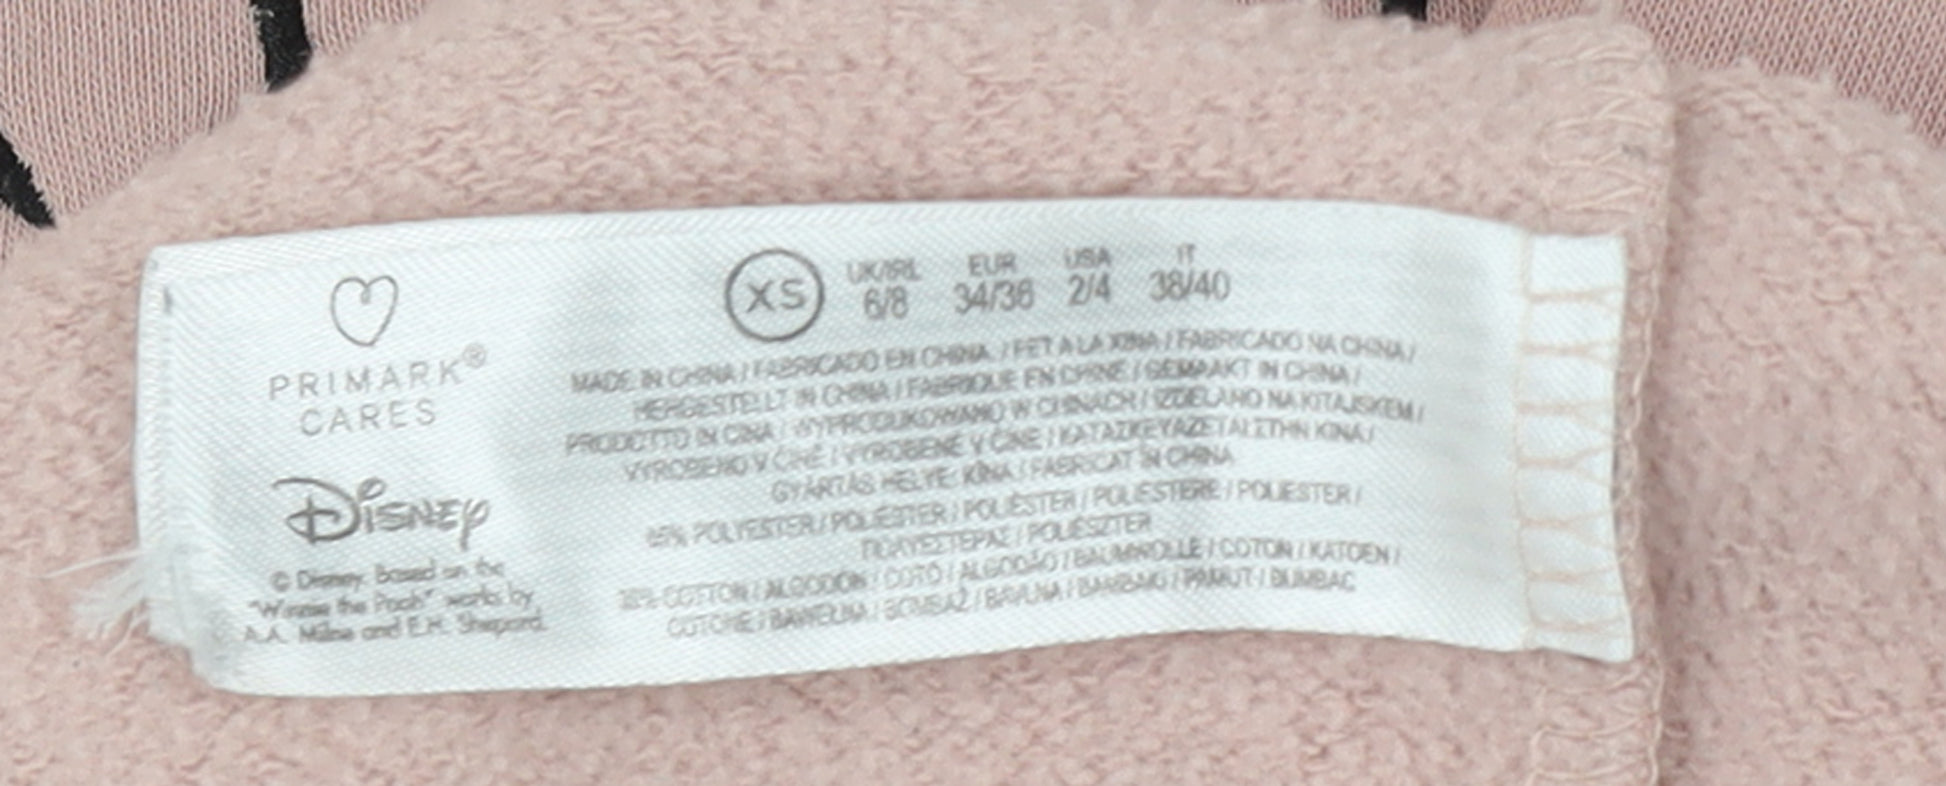 PRIMARK®
CARES
DISNEY
© Disney. Based on the
"Winnie the Pooh" works by
A.A. Milne and E.H. Shepard.
XS
UK/IRL EUR USA IT
6/8 34/36 2/4 38/40
MADE IN CHINA / FABRICADO EN CHINA. / FET A LA XINA / FABRICADO NA CHINA /
HERGESTELLT IN CHINA / FABRIQUE EN CHINE / GEMAAKT IN CHINA /
PRODOTTO IN CINA / WYPRODUKOWANO W CHINACH / IZDELANO NA KITAJSKEM /
VYROBENO V ČÍNĚ / VYROBENÉ V ČÍNE / ΚΑΤΑΣΚΕΥΑΖΕΤΑΙ ΣΤΗΝ ΚΙΝΑ /
GYÁRTÁS HELYE: KÍNA / FABRICAT ÎN CHINA
POLYESTER / POLIÉSTER / POLIÈSTER / POLIESTERE / POLIESTER /
ΠΟΛΥΕΣΤΕΡΑΣ / POLIÉSZTER
COTTON / ALGODÓN / COTÓ / ALGODÃO / BAUMWOLLE / COTON / KATOEN /
COTONE / BAWEŁNA / BOMBAŽ / BAVLNA / ΒΑΜΒΑΚΙ / PAMUT / BUMBAC